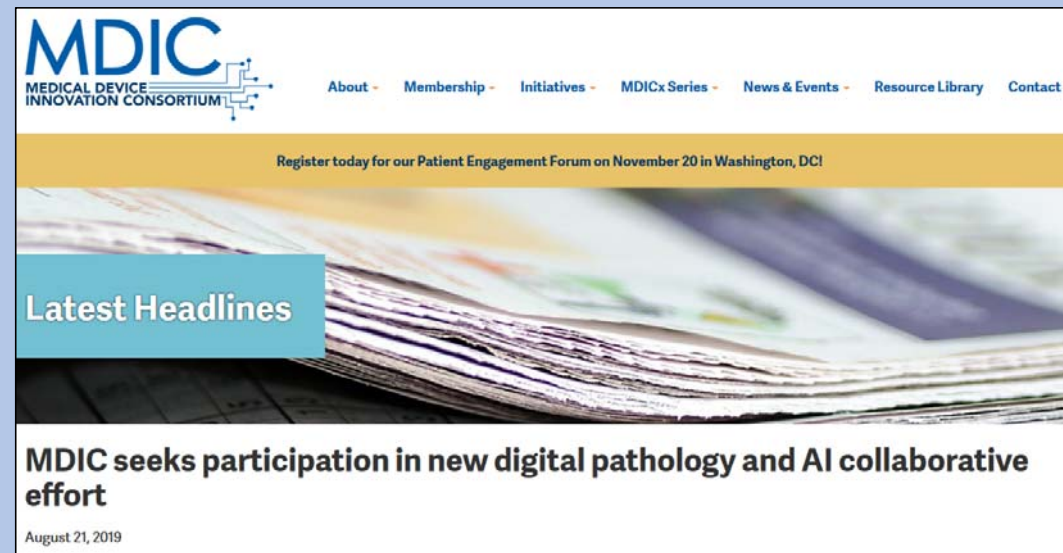 MDIC
MEDICAL DEVICE
INNOVATION CONSORTIUM
About Membership Initiatives MDICx Series News & Events Resource Library Contact
Register today for our Patient Engagement Forum on November 20 in Washington, DC!
Latest Headlines
MDIC seeks participation in new digital pathology and AI collaborative
effort
August 21, 2019